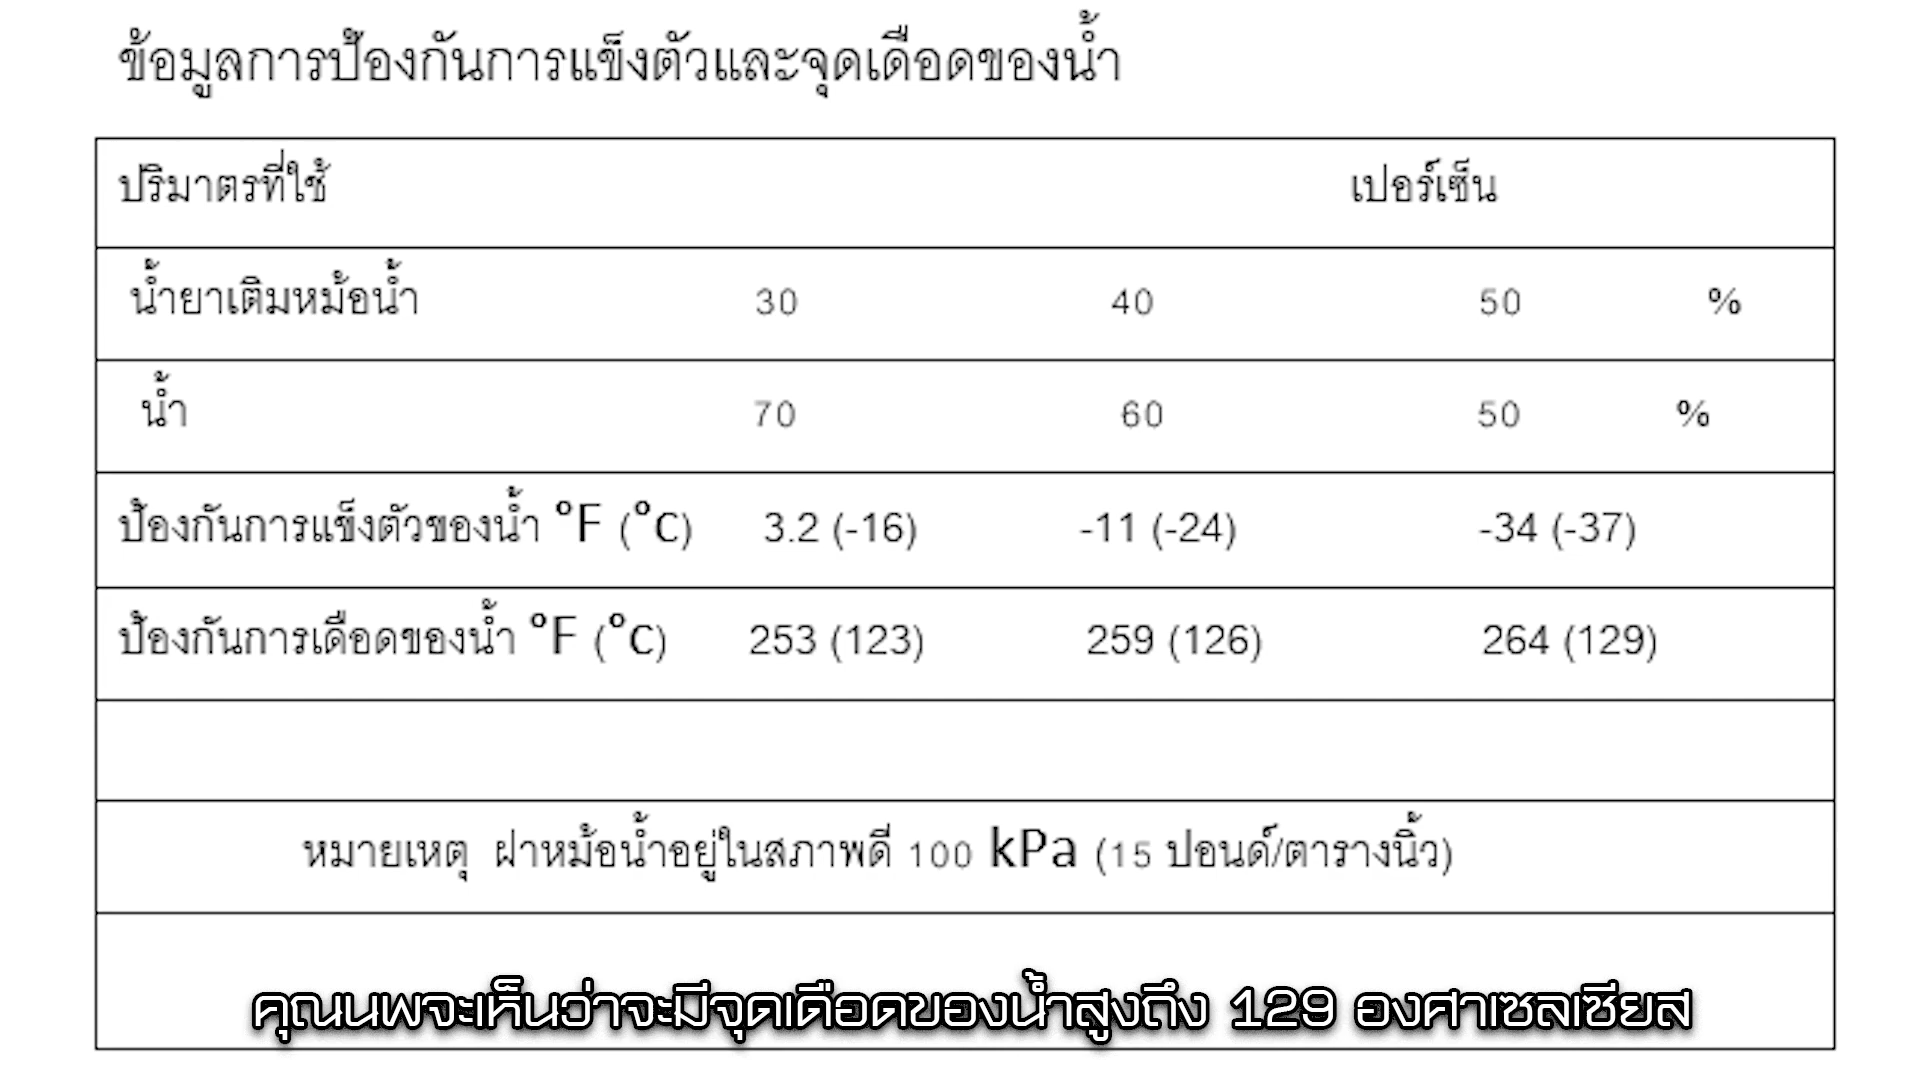 ข้อมูลการป้องกันการแข็งตัวและจุดเดือดของน้ำ
ปริมาตรที่ใช้ เปอร์เซ็น
น้ำยาเติมหม้อน้ำ 30 40 50 %
น้ำ 70 60 50 %
ป้องกันการแข็งตัวของน้ำ °F (°c) 3.2 (-16) -11 (-24) -34 (-37)
ป้องกันการเดือดของน้ำ °F (°c) 253 (123) 259 (126) 264 (129)
หมายเหตุ ฝาหม้อน้ำอยู่ในสภาพดี 100 kPa (15 ปอนด์/ตารางนิ้ว)
คุณนพจะเห็นว่าจะมีจุดเดือดของน้ำสูงถึง 129 องศาเซลเซียส